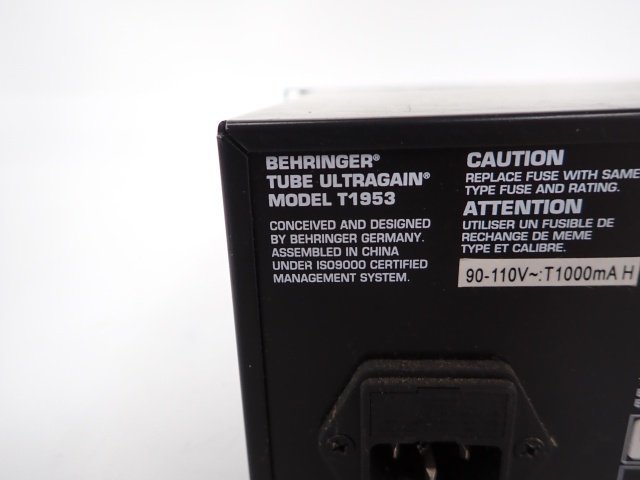 BEHRINGER®
TUBE ULTRAGAIN®
MODEL T1953
CONCEIVED AND DESIGNED
BY BEHRINGER GERMANY.
ASSEMBLED IN CHINA
UNDER ISO9000 CERTIFIED
MANAGEMENT SYSTEM.
CAUTION
REPLACE FUSE WITH SAME
TYPE FUSE AND RATING.
ATTENTION
UTILISER UN FUSIBLE DE
RECHANGE DE MEME
TYPE ET CALIBRE.
90-110V~:T1000mA H